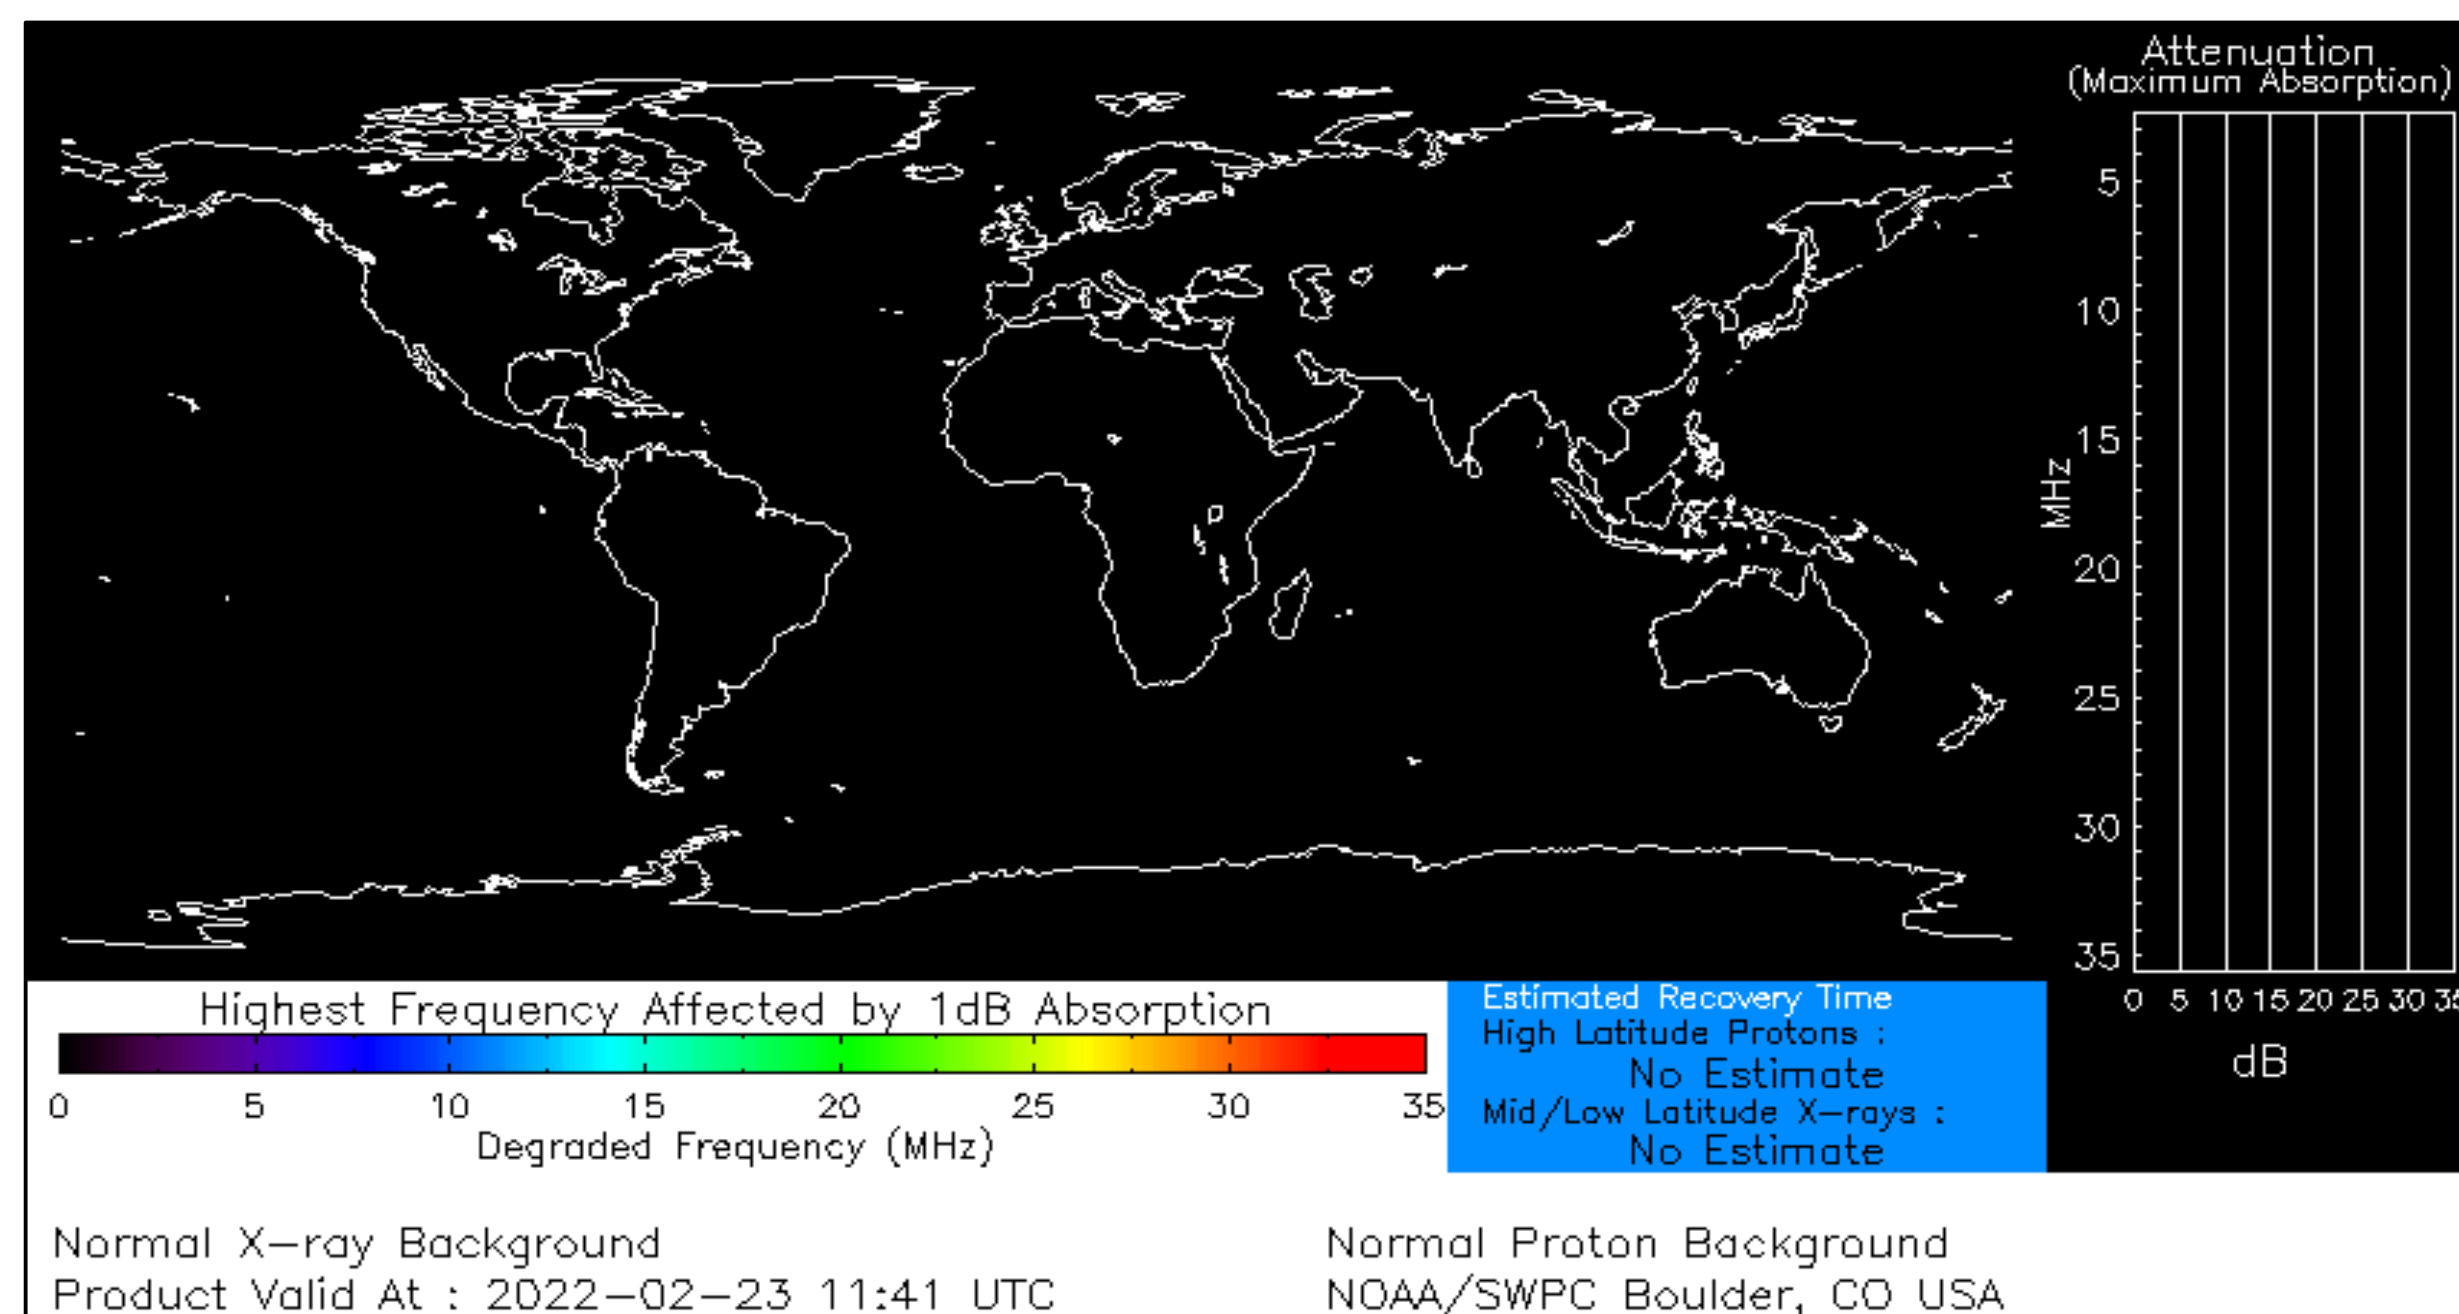 Attenuation
(Maximum Absorption)
5
10
15
20
25
30
35
MHz
0 5 10 15 20 25 30
dB
Highest Frequency Affected by 1dB Absorption
0 5 10 15 20 25 30 35
Degraded Frequency (MHz)
Estimated Recovery Time
High Latitude Protons :
No Estimate
Mid/Low Latitude X-rays :
No Estimate
Normal X-ray Background
Normal Proton Background
Product Valid At : 2022-02-23 11:41 UTC
NOAA/SWPC Boulder, CO USA